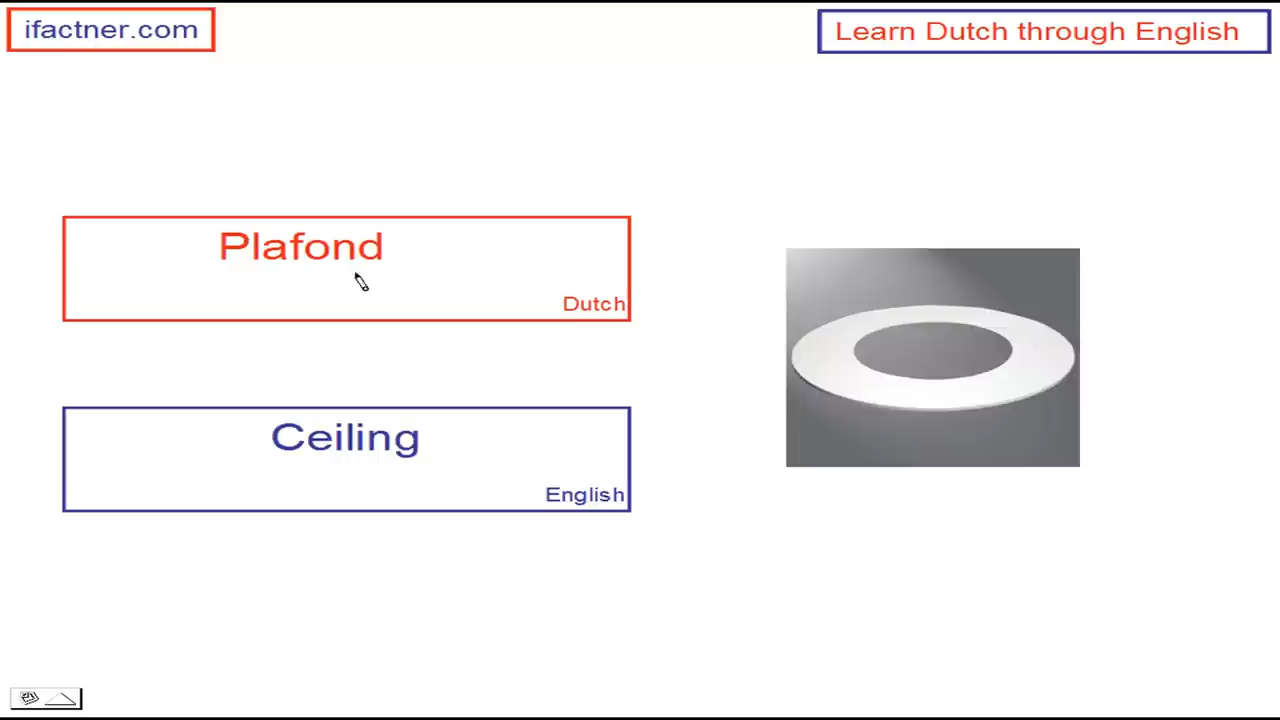 ifactner.com
Learn Dutch through English
Plafond
Dutch
Ceiling
English